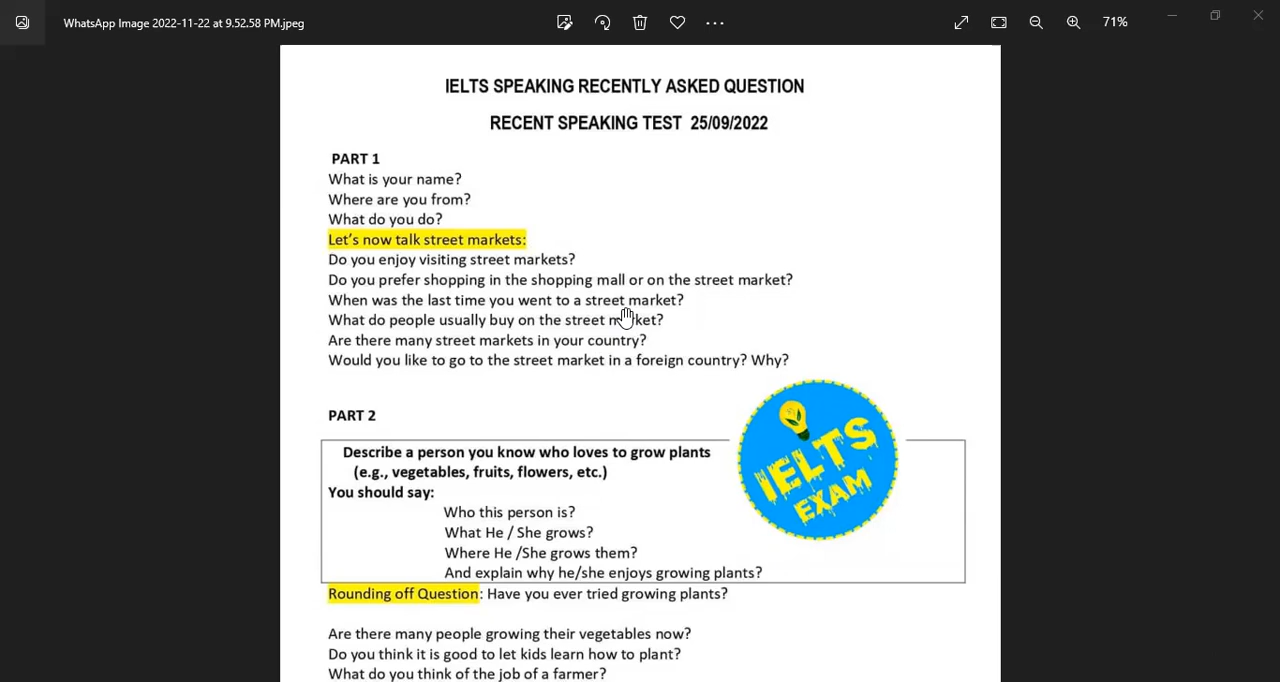 WhatsApp Image 2022-11-22 at 9.52.58 PM.jpeg
71%
IELTS SPEAKING RECENTLY ASKED QUESTION
RECENT SPEAKING TEST 25/09/2022
PART 1
What is your name?
Where are you from?
What do you do?
Let's now talk street markets:
Do you enjoy visiting street markets?
Do you prefer shopping in the shopping mall or on the street market?
When was the last time you went to a street market?
What do people usually buy on the street market?
Are there many street markets in your country?
Would you like to go to the street market in a foreign country? Why?
PART 2
Describe a person you know who loves to grow plants
(e.g., vegetables, fruits, flowers, etc.)
You should say:
Who this person is?
What He / She grows?
Where He /She grows them?
And explain why he/she enjoys growing plants?
IELTS
EXAM
Rounding off Question: Have you ever tried growing plants?
Are there many people growing their vegetables now?
Do you think it is good to let kids learn how to plant?
What do you think of the job of a farmer?